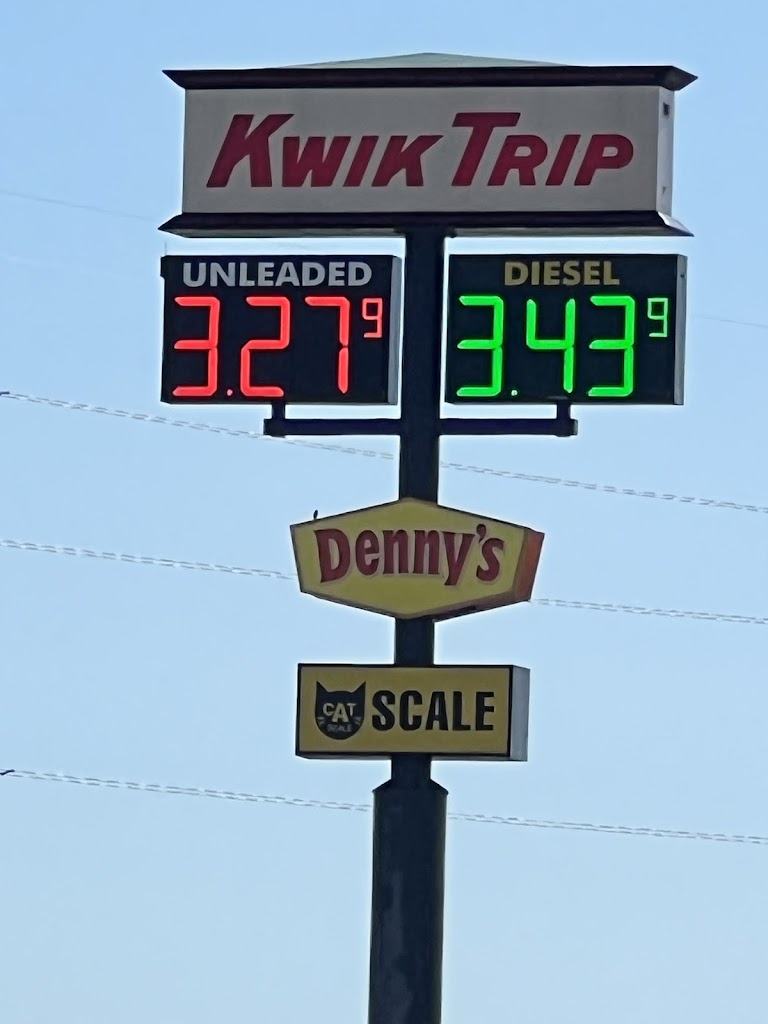 KWIK TRIP
UNLEADED
3.27 9
DIESEL
3.43 9
Denny's
CAT
SCALE
SCALE